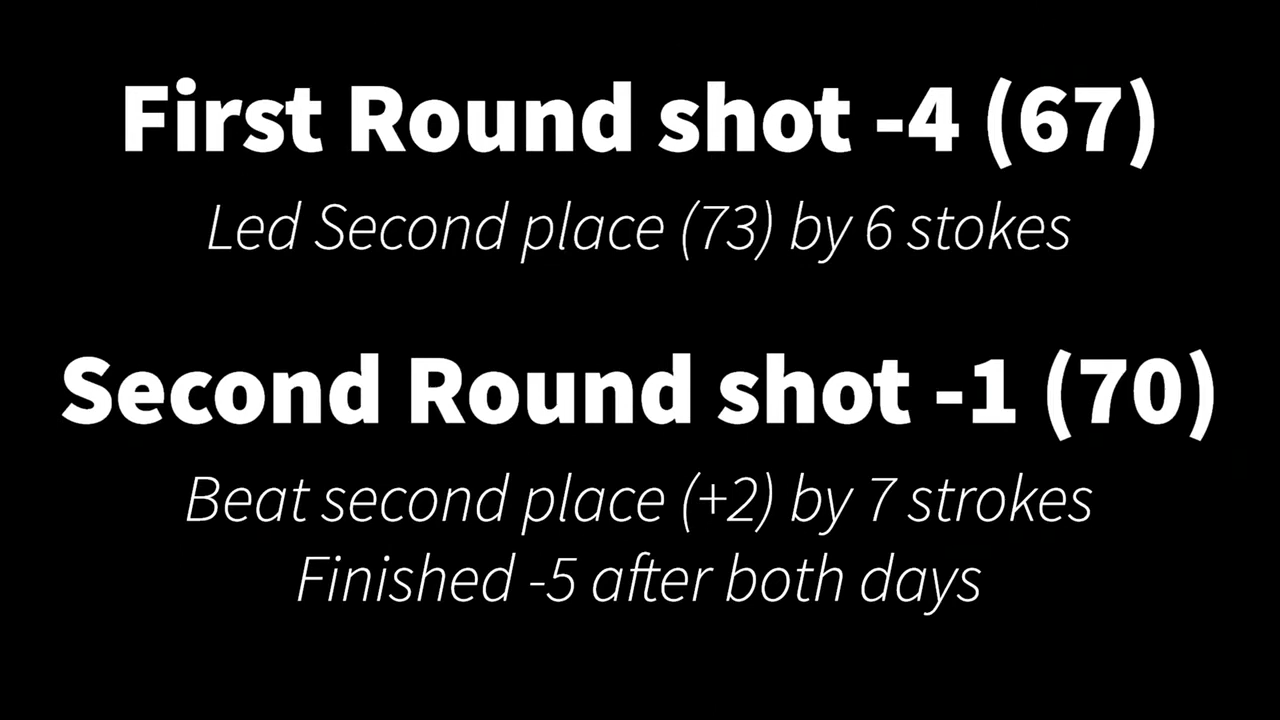 First Round shot -4 (67)
Led Second place (73) by 6 stokes
Second Round shot -1 (70)
Beat second place (+2) by 7 strokes
Finished -5 after both days